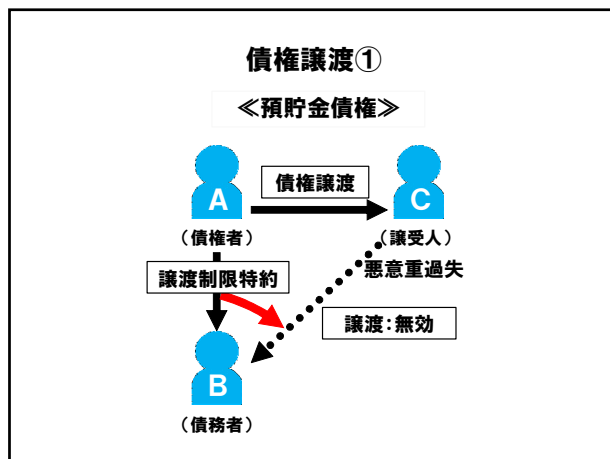 債権譲渡①
≪預貯金債権≫
A
債権譲渡
C
（債権者）
（譲受人）
譲渡制限特約
悪意重過失
譲渡：無効
B
（債務者）